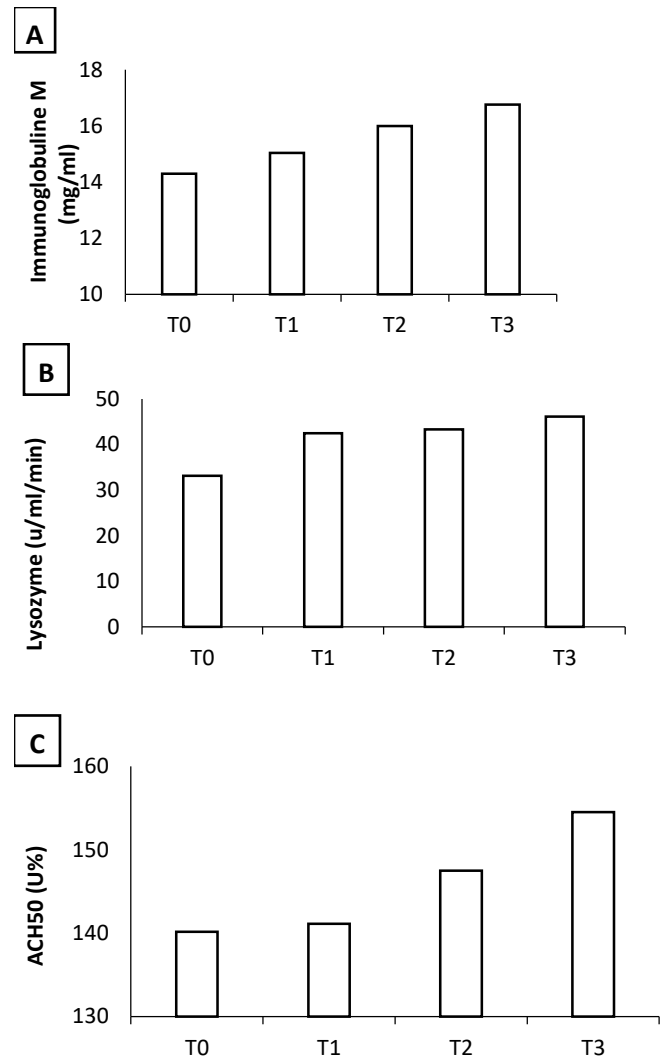 A
Immunoglobuline M
(mg/ml)
18
16
14
12
10
T0 T1 T2 T3
B
Lysozyme (u/ml/min)
50
40
30
20
10
0
T0 T1 T2 T3
C
ACH50 (U%)
160
150
140
130
T0 T1 T2 T3